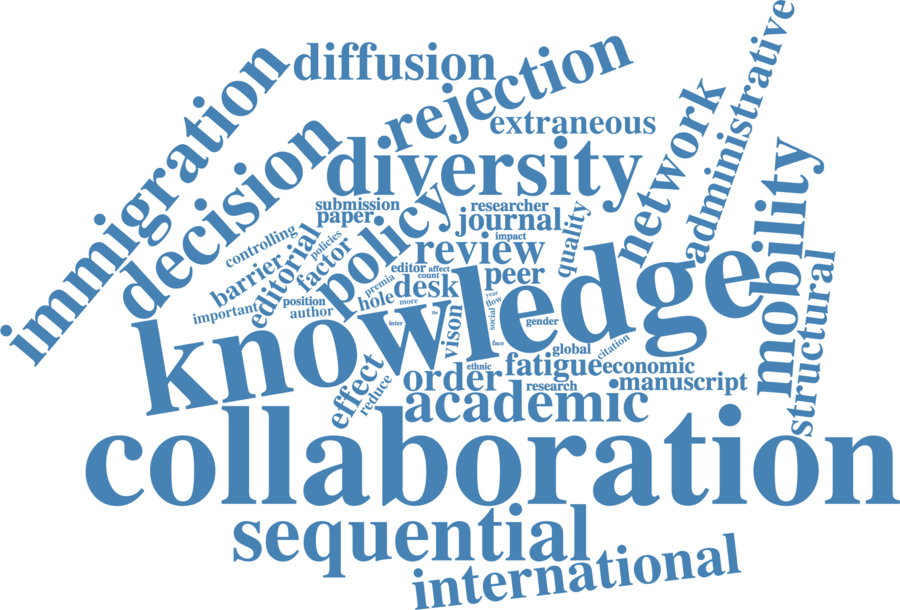 diffusion
rejection
immigration
administrative
extraneous
network
decision
diversity
mobility
submission
researcher
paper
journal
policy
quality
controlling
policies
impact
editorial
factor
review
barrier
editor
affect
count
peer
premia
desk
structural
important
position
author
hole
more
year
flow
tie
inter
social
gender
vison
knowledge
face
global
citation
effect
reduce
ethnic
fatigue
economic
order
research
•manuscript
academic
collaboration
sequential
international